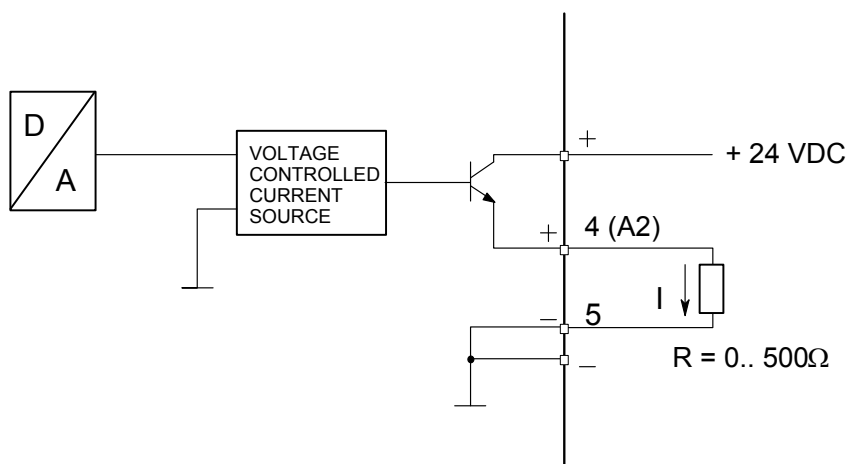 D
A
VOLTAGE
CONTROLLED
CURRENT
SOURCE
+
+ 24 VDC
+
4 (A2)
I
–
5
–
R = 0.. 500Ω